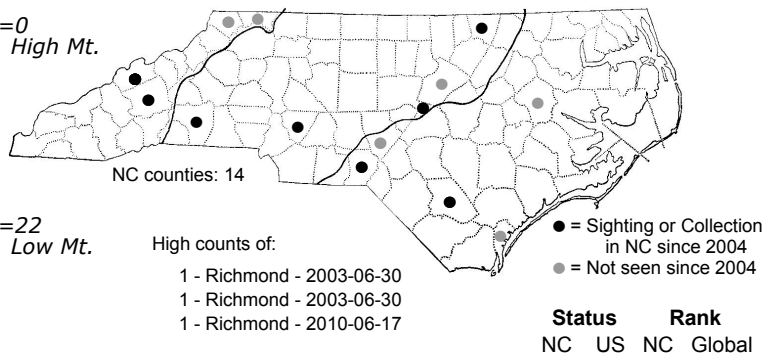 =0
High Mt.
NC counties: 14
=22
Low Mt.
High counts of:
1 - Richmond - 2003-06-30
1 - Richmond - 2003-06-30
1 - Richmond - 2010-06-17
= Sighting or Collection
in NC since 2004
= Not seen since 2004
Status Rank
NC US NC Global